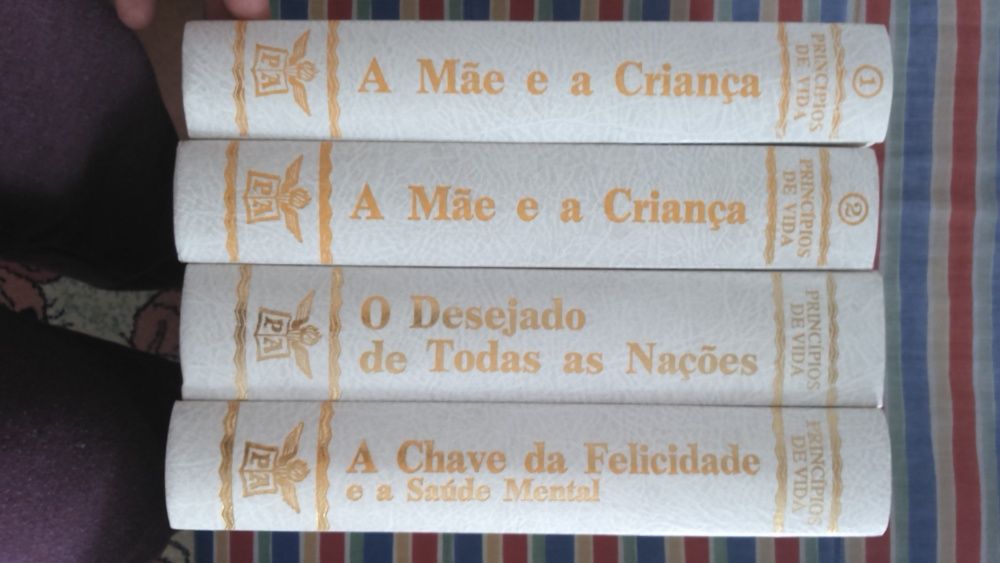 PA
A Mãe e a Criança
PRINCIPIOS
DE VIDA
1
PA
A Mãe e a Criança
PRINCIPIOS
DE VIDA
2
PA
O Desejado
de Todas as Nações
PRINCIPIOS
DE VIDA
PA
A Chave da Felicidade
e a Saúde Mental
PRINCIPIOS
DE VIDA